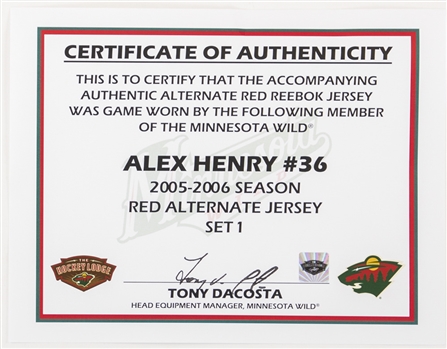 CERTIFICATE OF AUTHENTICITY
THIS IS TO CERTIFY THAT THE ACCOMPANYING
AUTHENTIC ALTERNATE RED REEBOK JERSEY
WAS GAME WORN BY THE FOLLOWING MEMBER
OF THE MINNESOTA WILD®
Minnesota
ALEX HENRY #36
2005-2006 SEASON
RED ALTERNATE JERSEY
SET 1
THE
HOCKEY LODGE
TONY DACOSTA
HEAD EQUIPMENT MANAGER, MINNESOTA WILD®